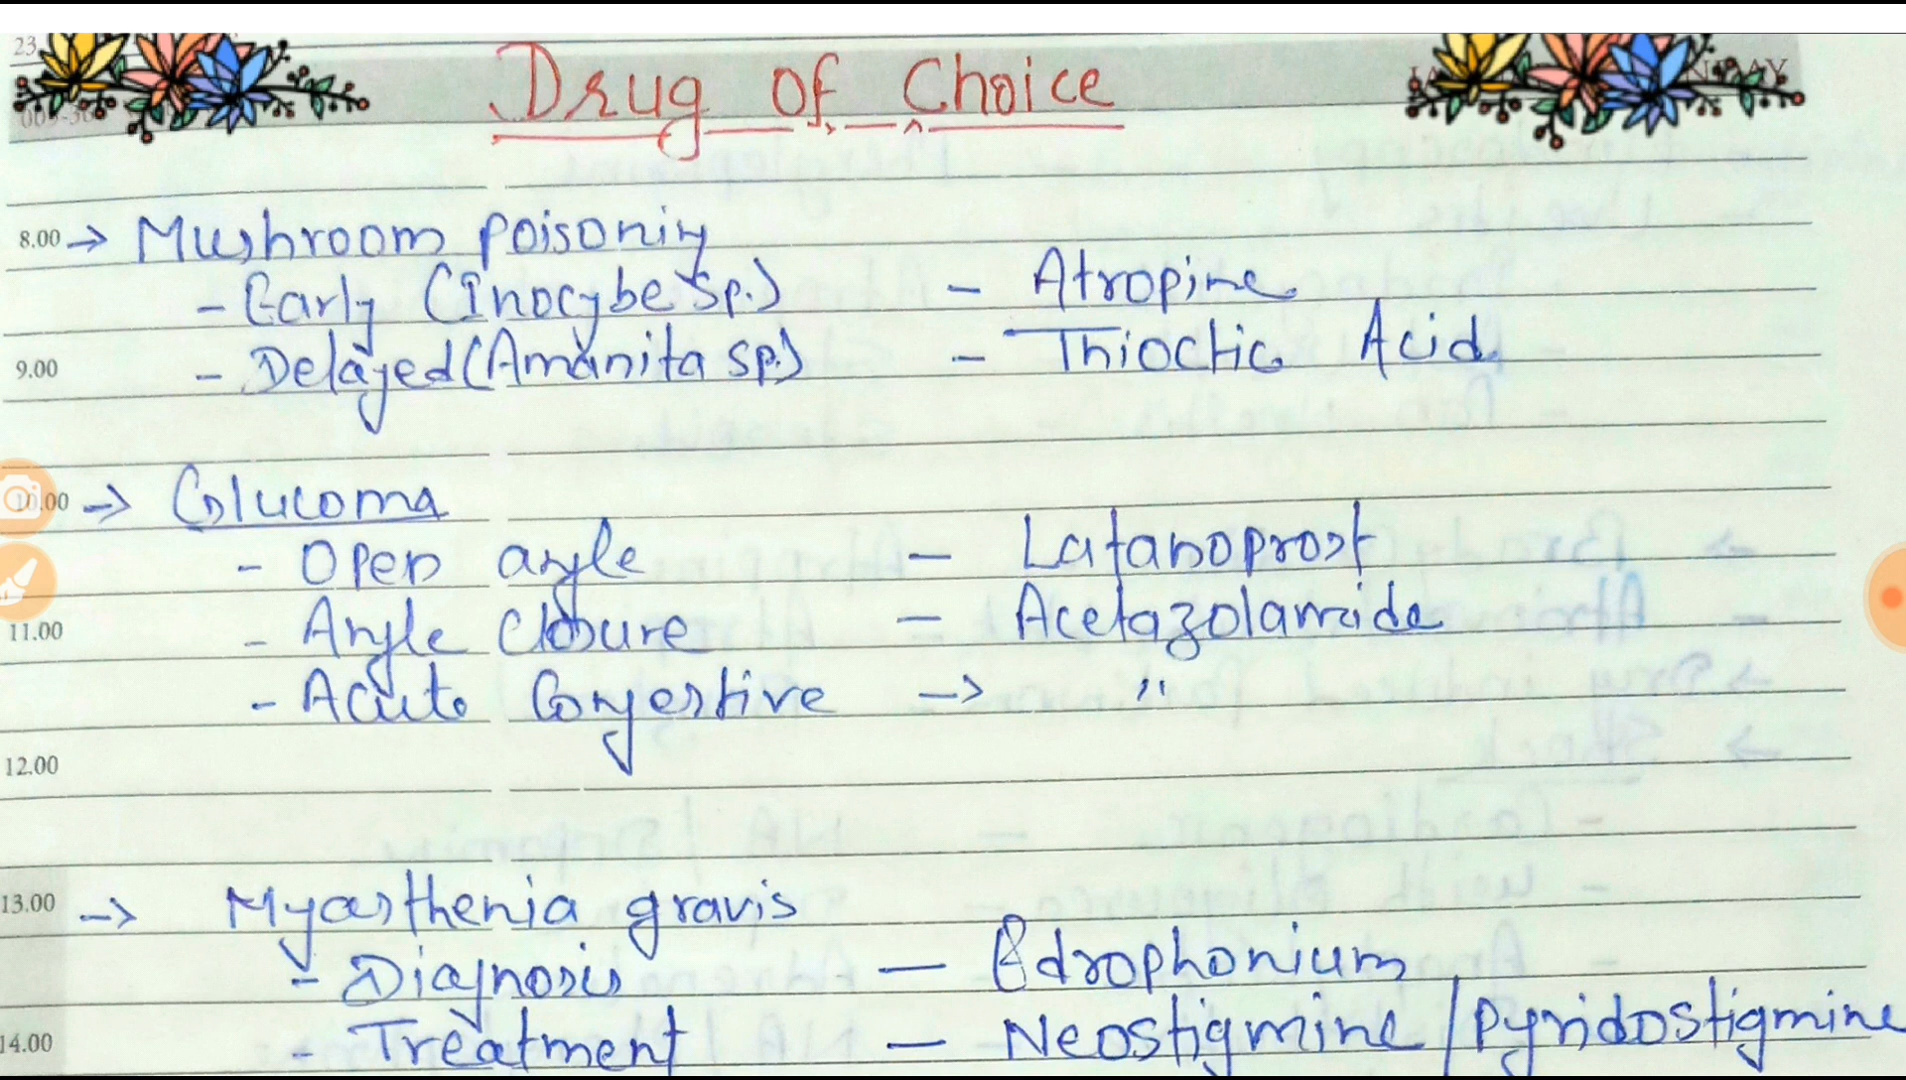 23
Drug of Choice
8.00 → Mushroom poisoning
- Early (Inocybe sp.) - Atropine
9.00 - Delayed (Amanita sp.) - Thioctic Acid
10.00 → Glucoma
- Open angle - Latanoprost
11.00 - Angle closure - Acetazolamide
- Acute Congestive → "
12.00
13.00 → Myasthenia gravis
- Diagnosis - Edrophonium
14.00 - Treatment - Neostigmine / Pyridostigmine